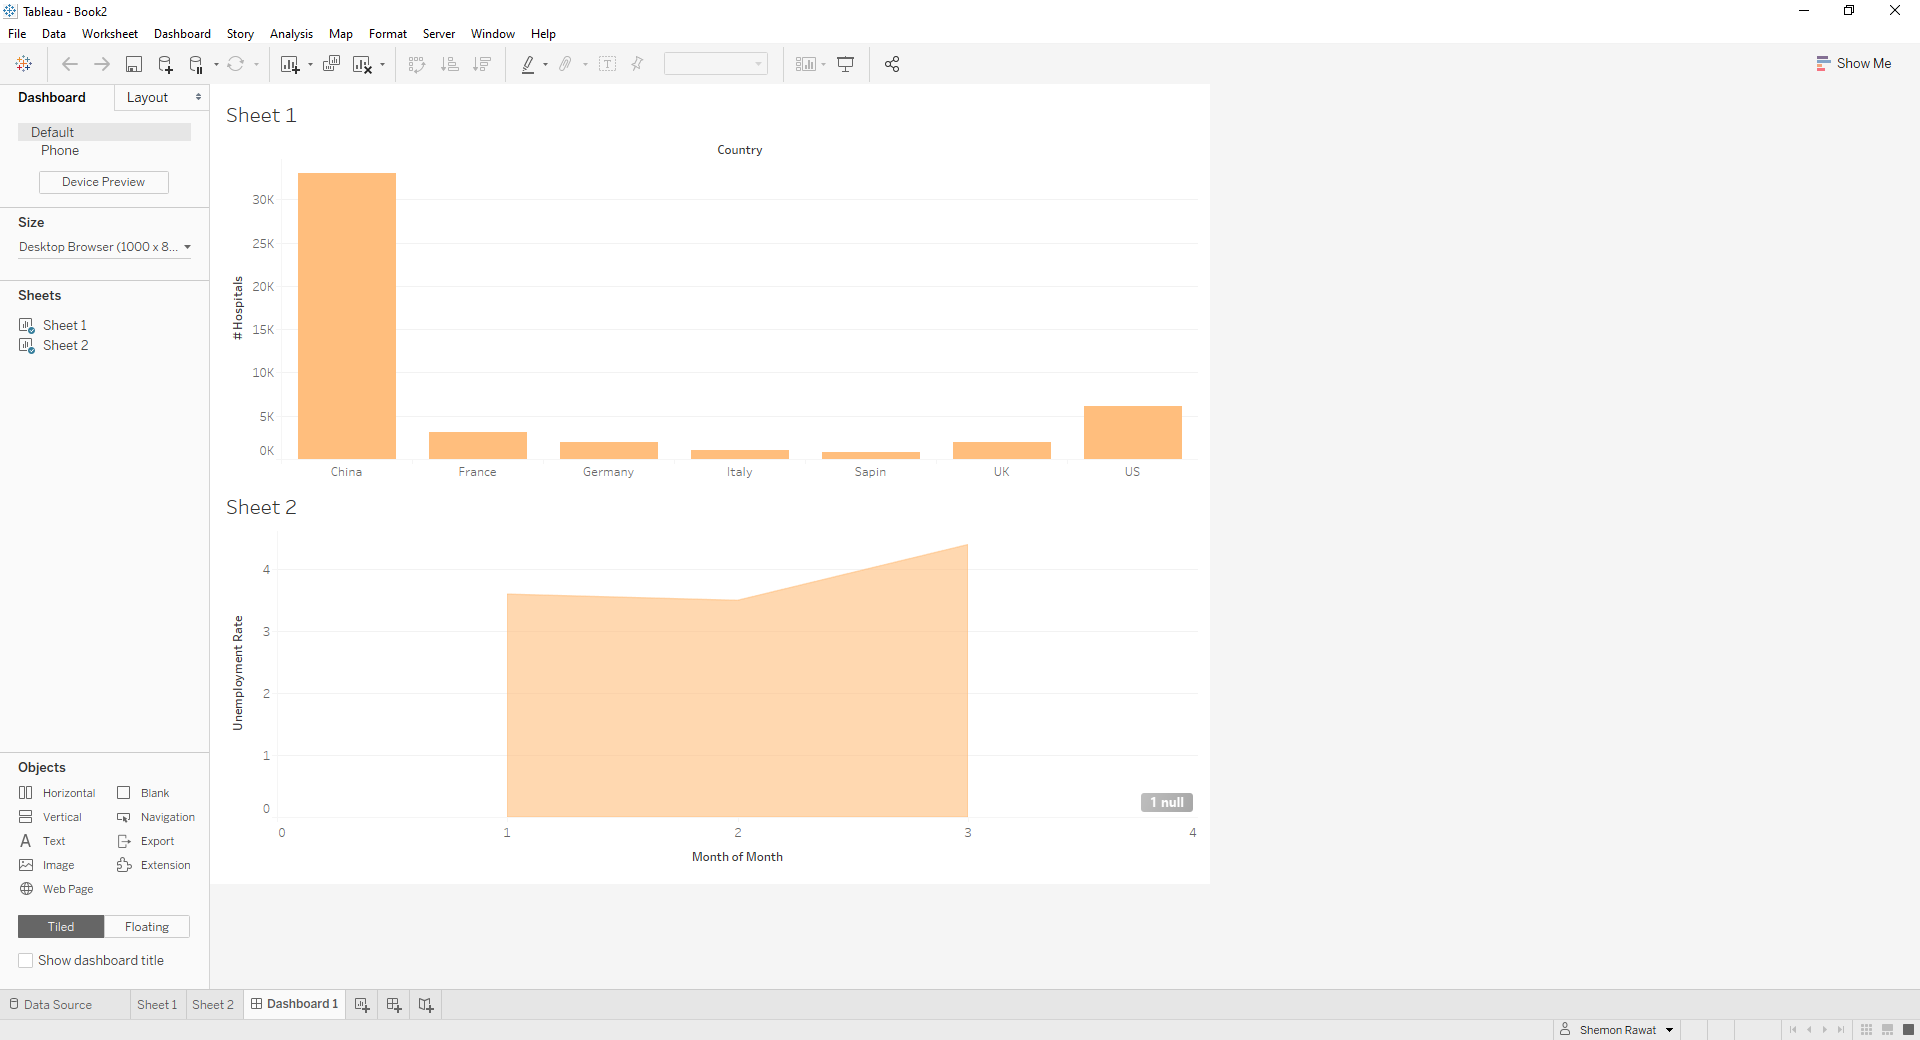 Tableau - Book2
File Data Worksheet Dashboard Story Analysis Map Format Server Window Help
Show Me
Dashboard Layout
Default
Phone
Device Preview
Size
Desktop Browser (1000 x 8...
Sheets
Sheet 1
Sheet 2
Objects
Horizontal Blank
Vertical Navigation
Text Export
Image Extension
Web Page
Tiled Floating
Show dashboard title
Sheet 1
Country
# Hospitals
30K
25K
20K
15K
10K
5K
0K
China France Germany Italy Sapin UK US
Sheet 2
Unemployment Rate
4
3
2
1
0
1 null
0 1 2 3 4
Month of Month
Data Source Sheet 1 Sheet 2 Dashboard 1
Shemon Rawat